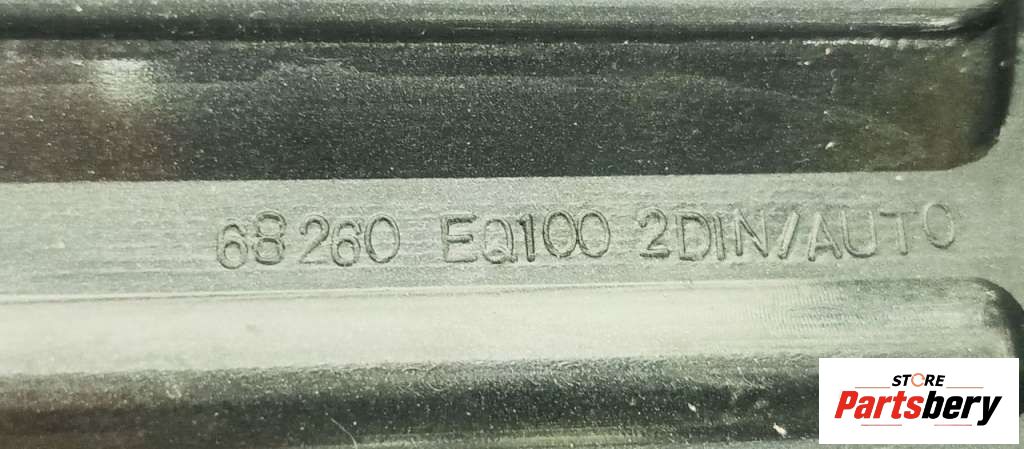 68260 EQ100 2DIN/AUTO
STORE
Partsbery